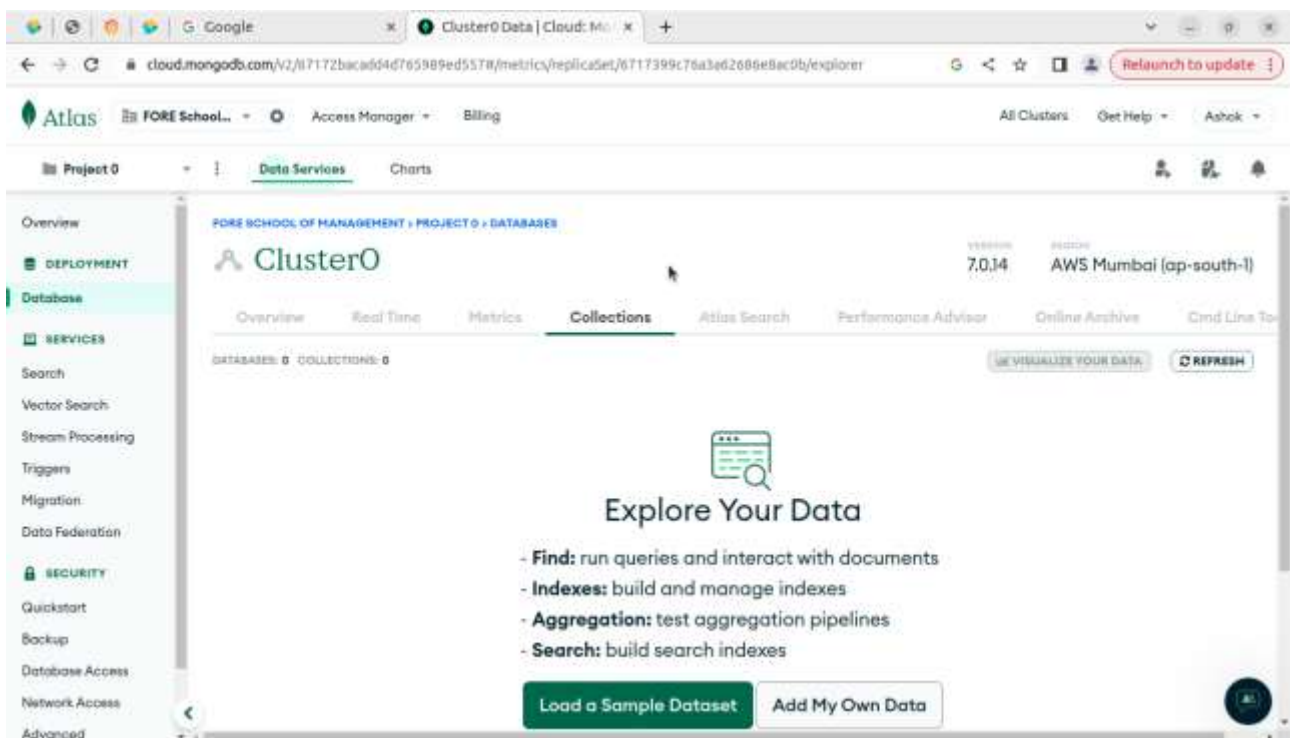 G Google
Cluster0 Data | Cloud: Mo
cloud.mongodb.com
Relaunch to update
Atlas
FORE School...
Access Manager
Billing
All Clusters
Get Help
Ashok
Project 0
Data Services
Charts
Overview
DEPLOYMENT
Database
SERVICES
Search
Vector Search
Stream Processing
Triggers
Migration
Data Federation
SECURITY
Quickstart
Backup
Database Access
Network Access
Advanced
FORE SCHOOL OF MANAGEMENT > PROJECT 0 > DATABASES
Cluster0
VERSION
7.0.14
REGION
AWS Mumbai (ap-south-1)
Overview
Real Time
Metrics
Collections
Atlas Search
Performance Advisor
Online Archive
Cmd Line To
DATABASES: 0 COLLECTIONS: 0
VISUALIZE YOUR DATA
REFRESH
Explore Your Data
- Find: run queries and interact with documents
- Indexes: build and manage indexes
- Aggregation: test aggregation pipelines
- Search: build search indexes
Load a Sample Dataset
Add My Own Data